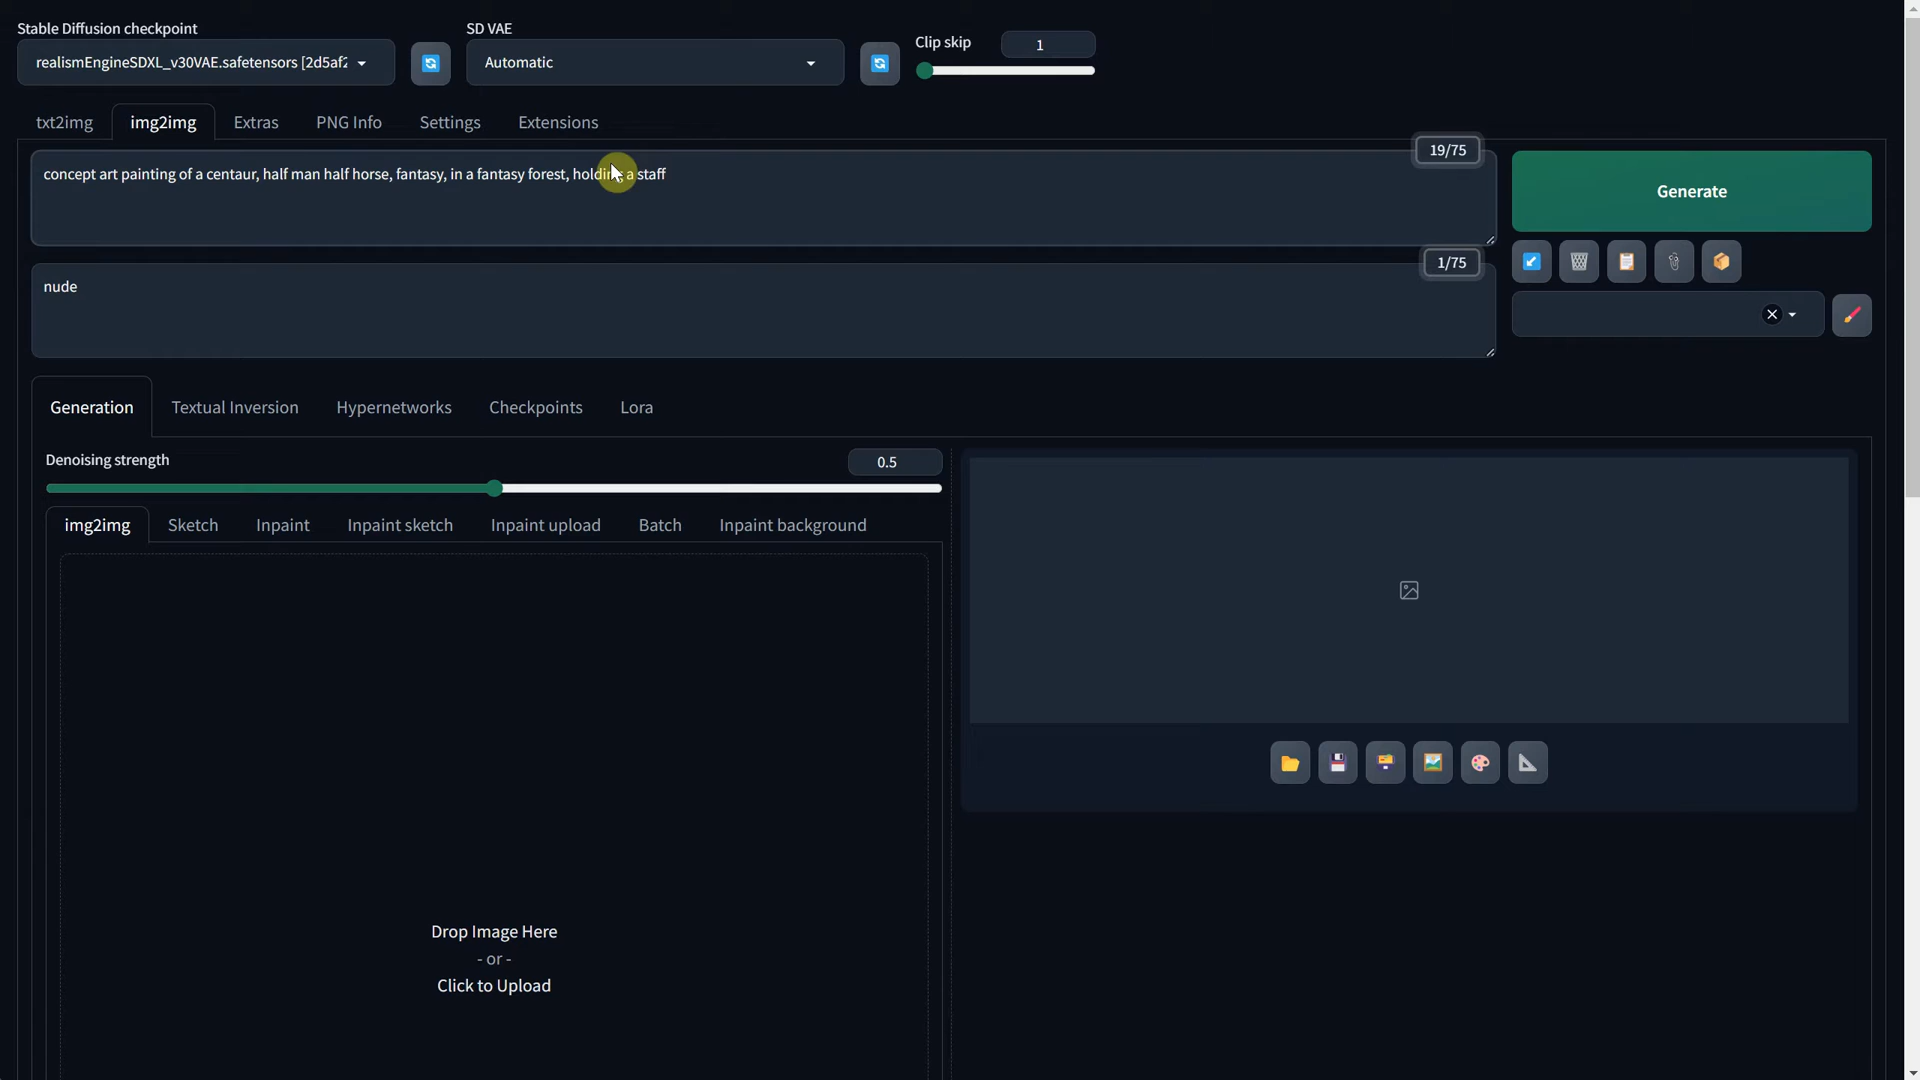 Stable Diffusion checkpoint
SD VAE
Clip skip
1
realismEngineSDXL_v30VAE.safetensors [2d5af2
Automatic
txt2img
img2img
Extras
PNG Info
Settings
Extensions
19/75
concept art painting of a centaur, half man half horse, fantasy, in a fantasy forest, holding a staff
Generate
1/75
nude
Generation
Textual Inversion
Hypernetworks
Checkpoints
Lora
Denoising strength
0.5
img2img
Sketch
Inpaint
Inpaint sketch
Inpaint upload
Batch
Inpaint background
Drop Image Here
- or -
Click to Upload